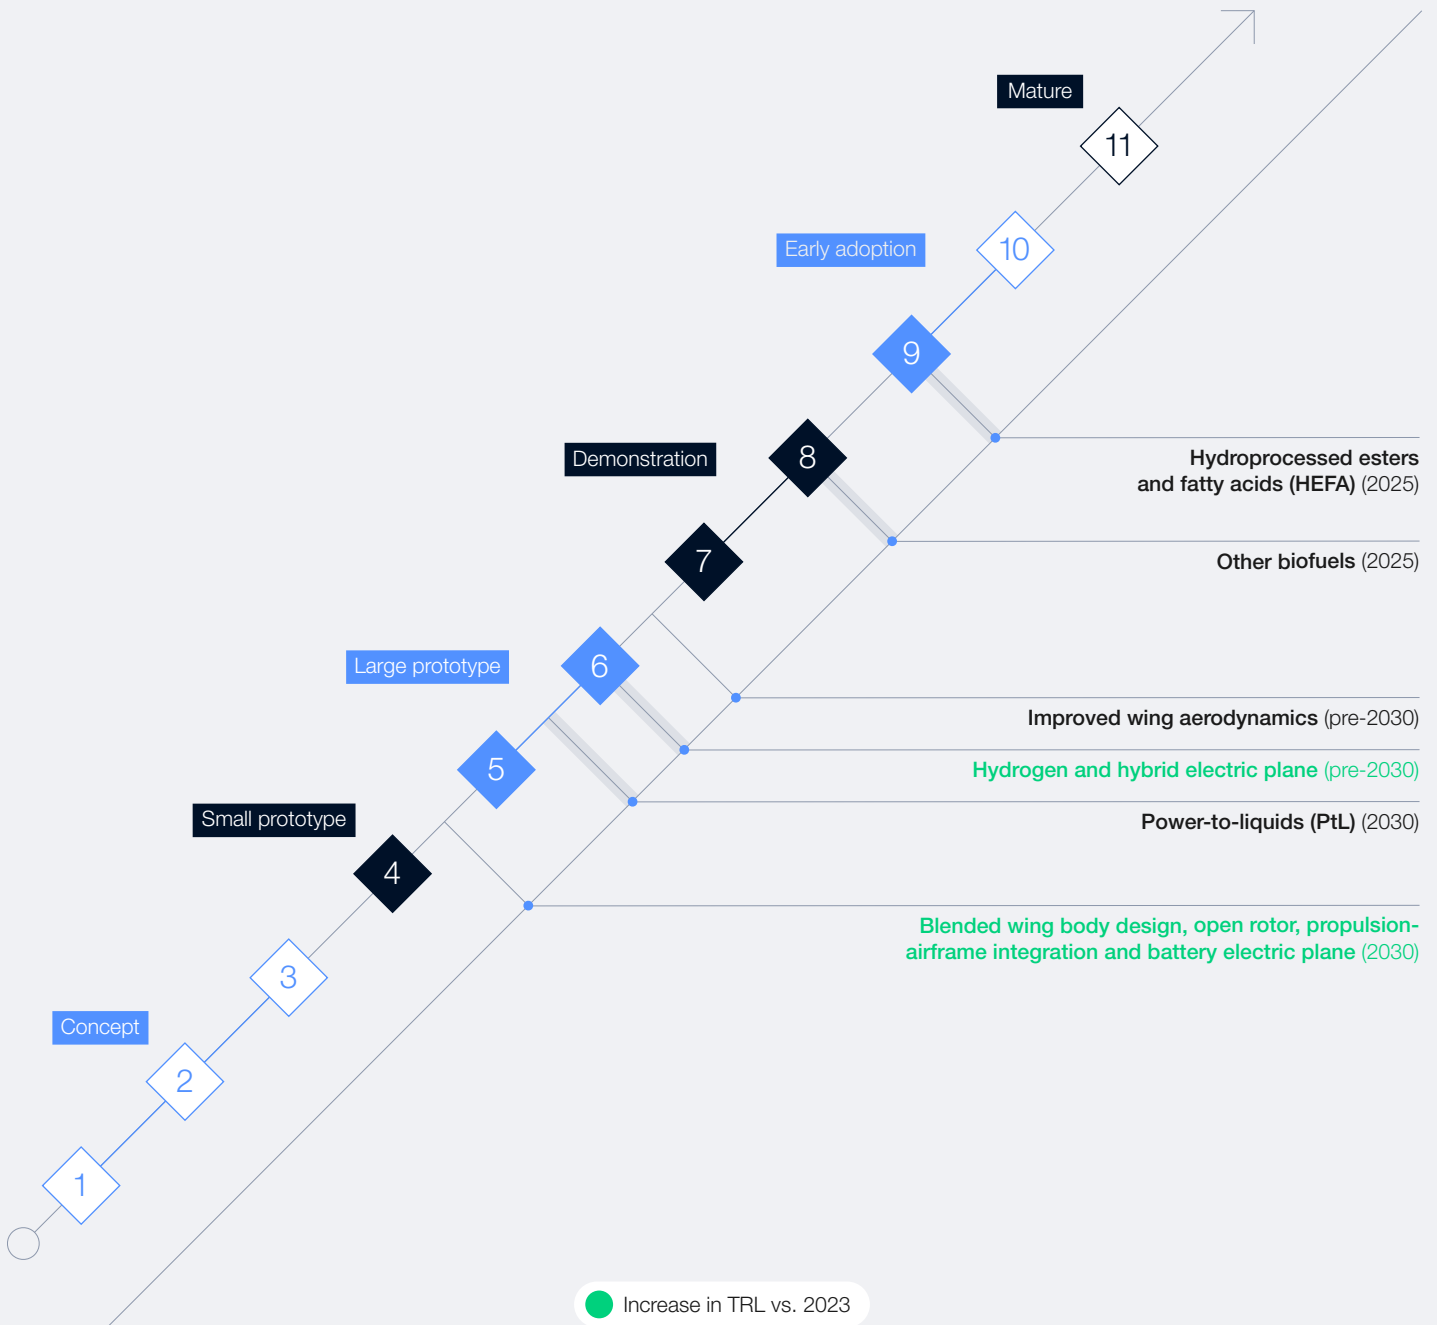 Mature
11
Early adoption
10
9
Hydroprocessed esters
and fatty acids (HEFA) (2025)
Demonstration
8
Other biofuels (2025)
7
Large prototype
6
Improved wing aerodynamics (pre-2030)
Hydrogen and hybrid electric plane (pre-2030)
5
Power-to-liquids (PtL) (2030)
Small prototype
4
Blended wing body design, open rotor, propulsion-
airframe integration and battery electric plane (2030)
3
Concept
2
1
Increase in TRL vs. 2023